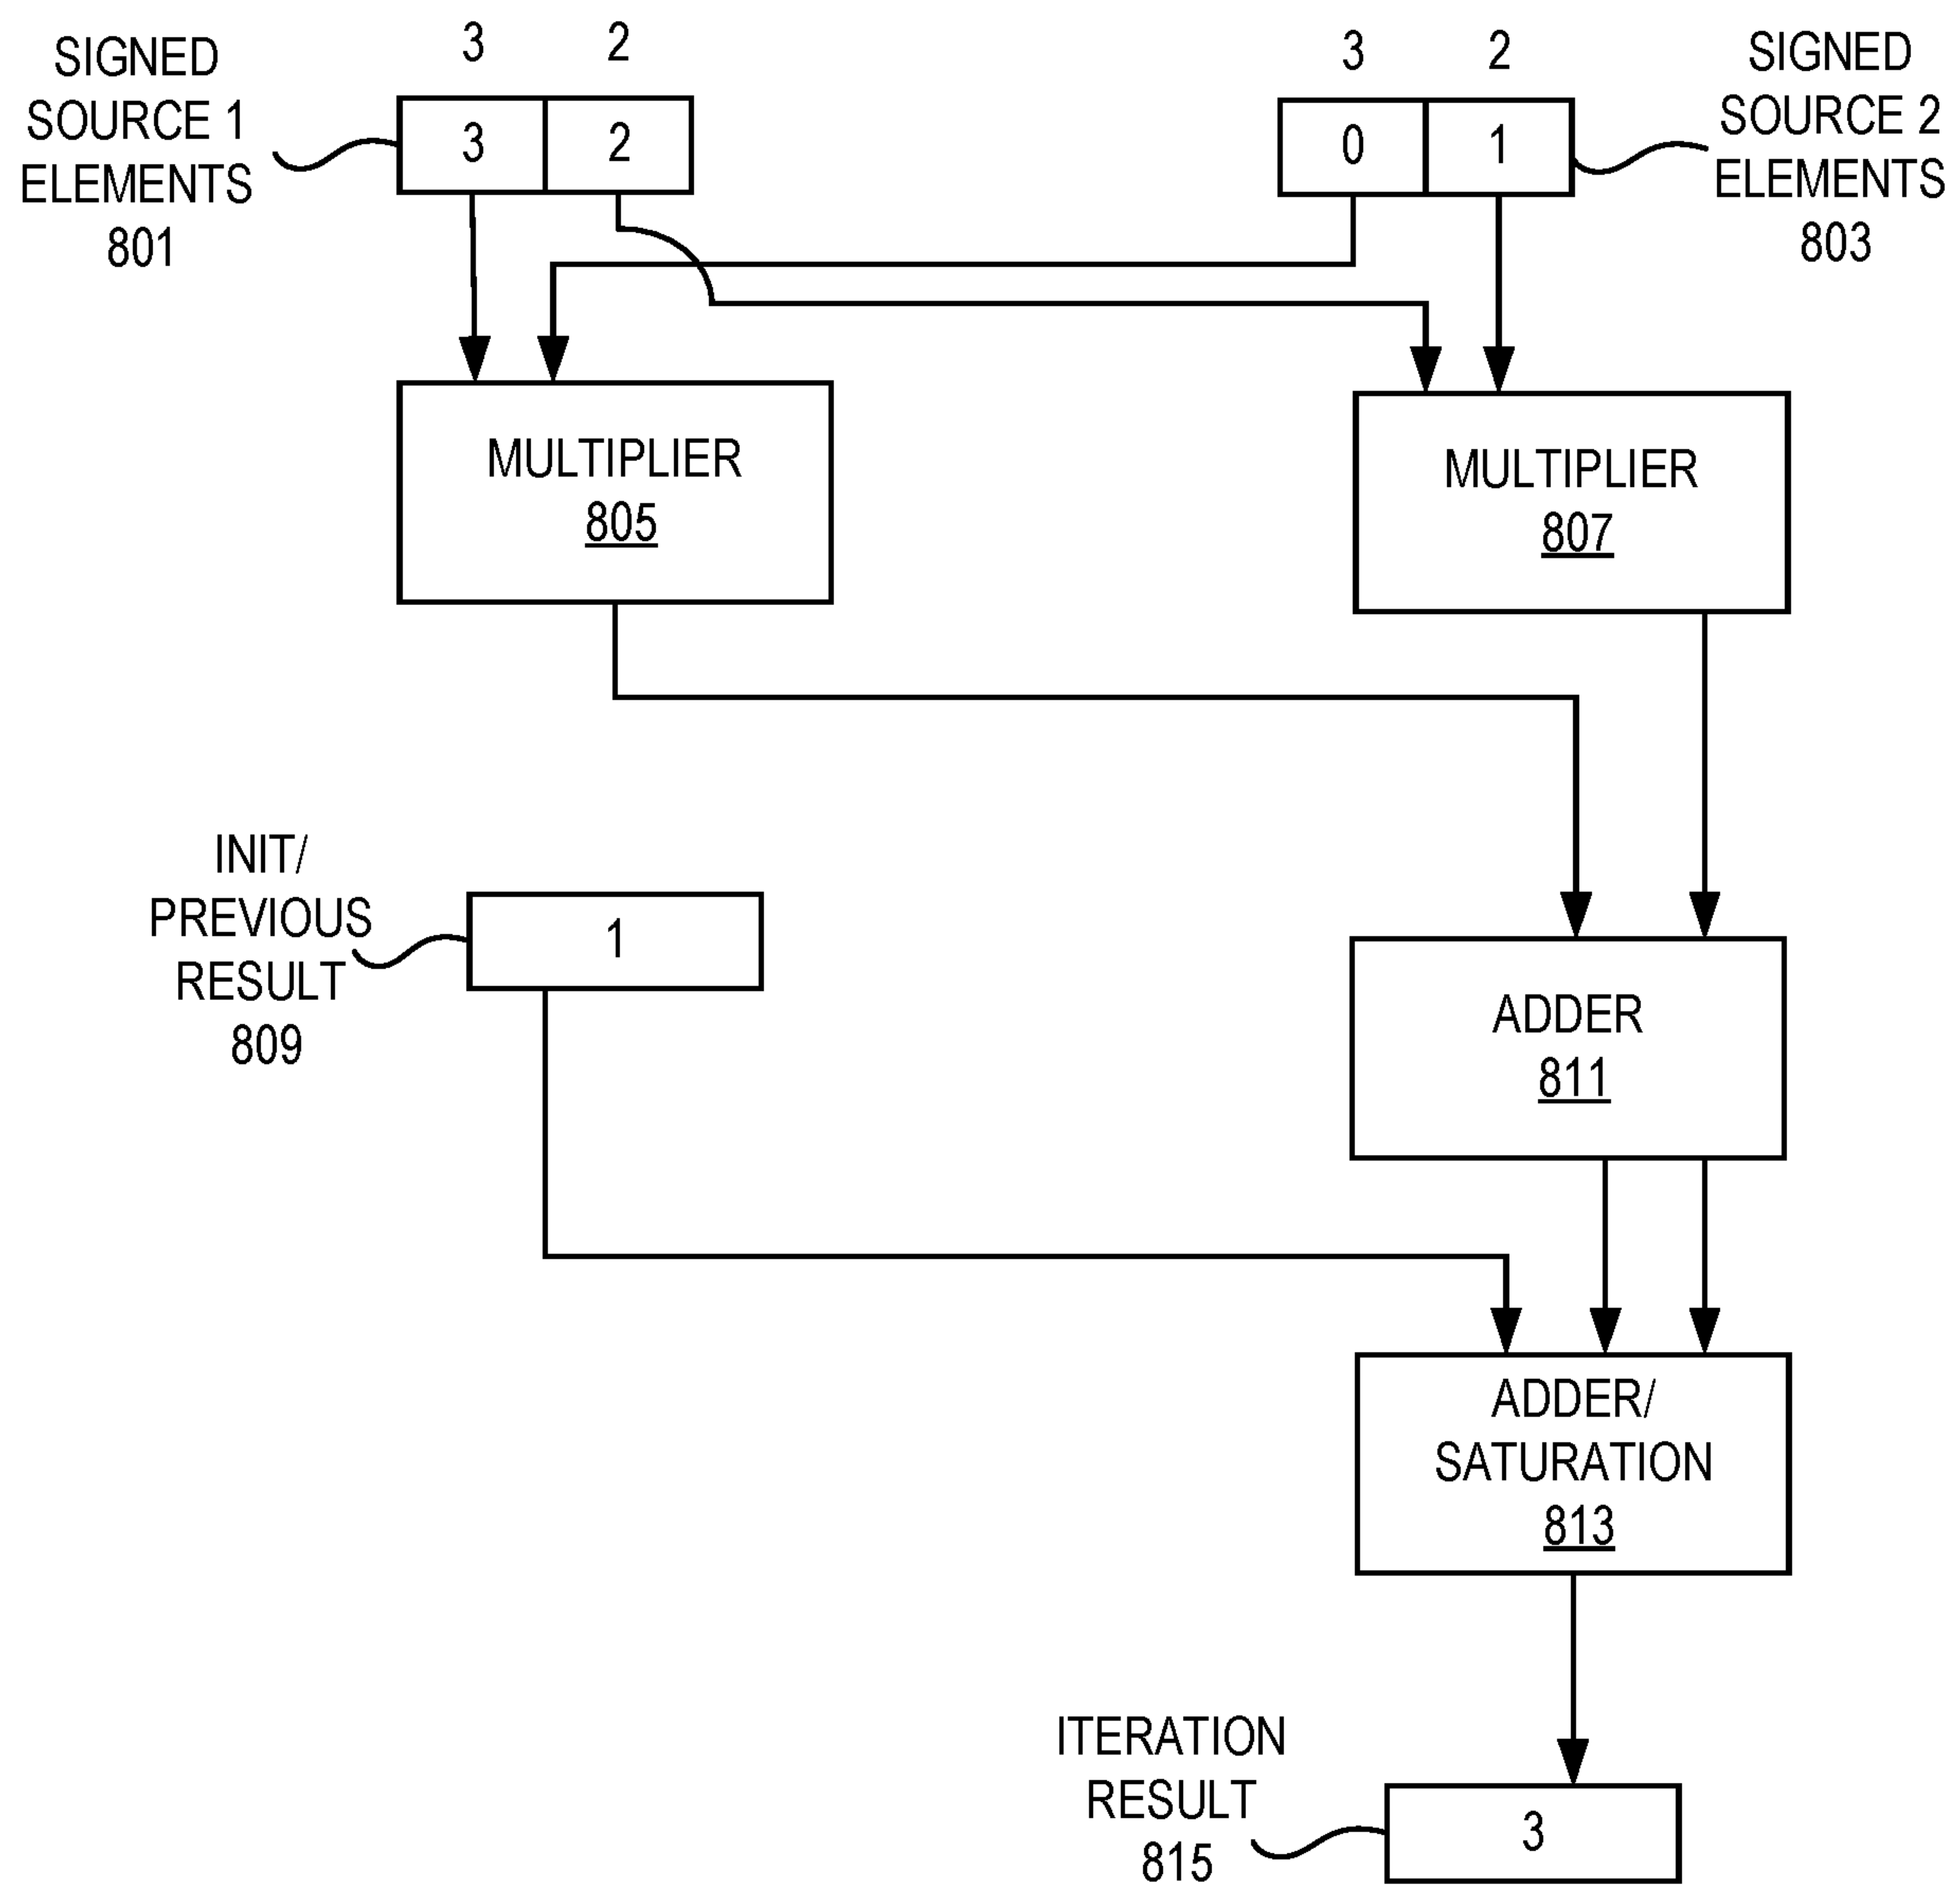 SIGNED
SOURCE 1
ELEMENTS
801
3 2
3 2
3 2
0 1
SIGNED
SOURCE 2
ELEMENTS
803
MULTIPLIER
805
MULTIPLIER
807
INIT/
PREVIOUS
RESULT
809
1
ADDER
811
ADDER/
SATURATION
813
ITERATION
RESULT
815
3